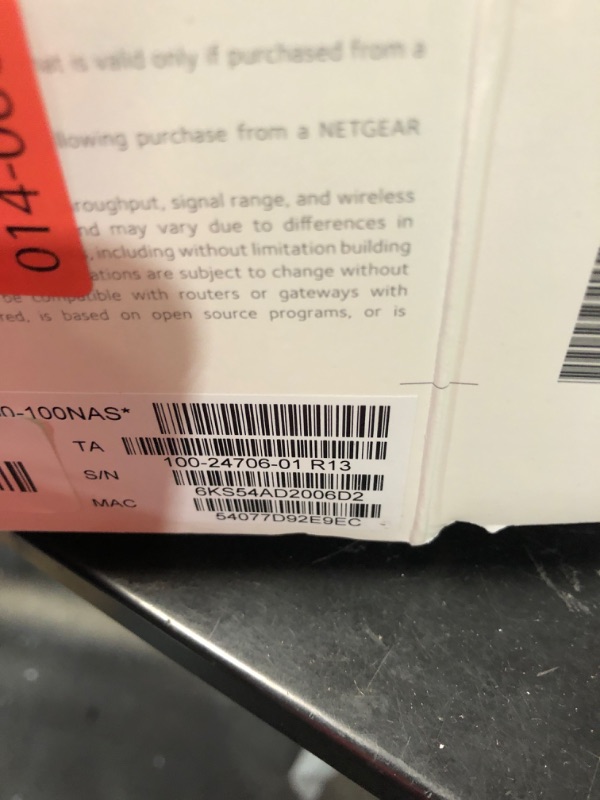 at is valid only if purchased from a
llowing purchase from a NETGEAR
roughput, signal range, and wireless
nd may vary due to differences in
, including without limitation building
ations are subject to change without
be compatible with routers or gateways with
red, is based on open source programs, or is
014-00
-100NAS*
TA
100-24706-01 R13
S/N
6KS54AD2006D2
MAC
54077D92E9EC